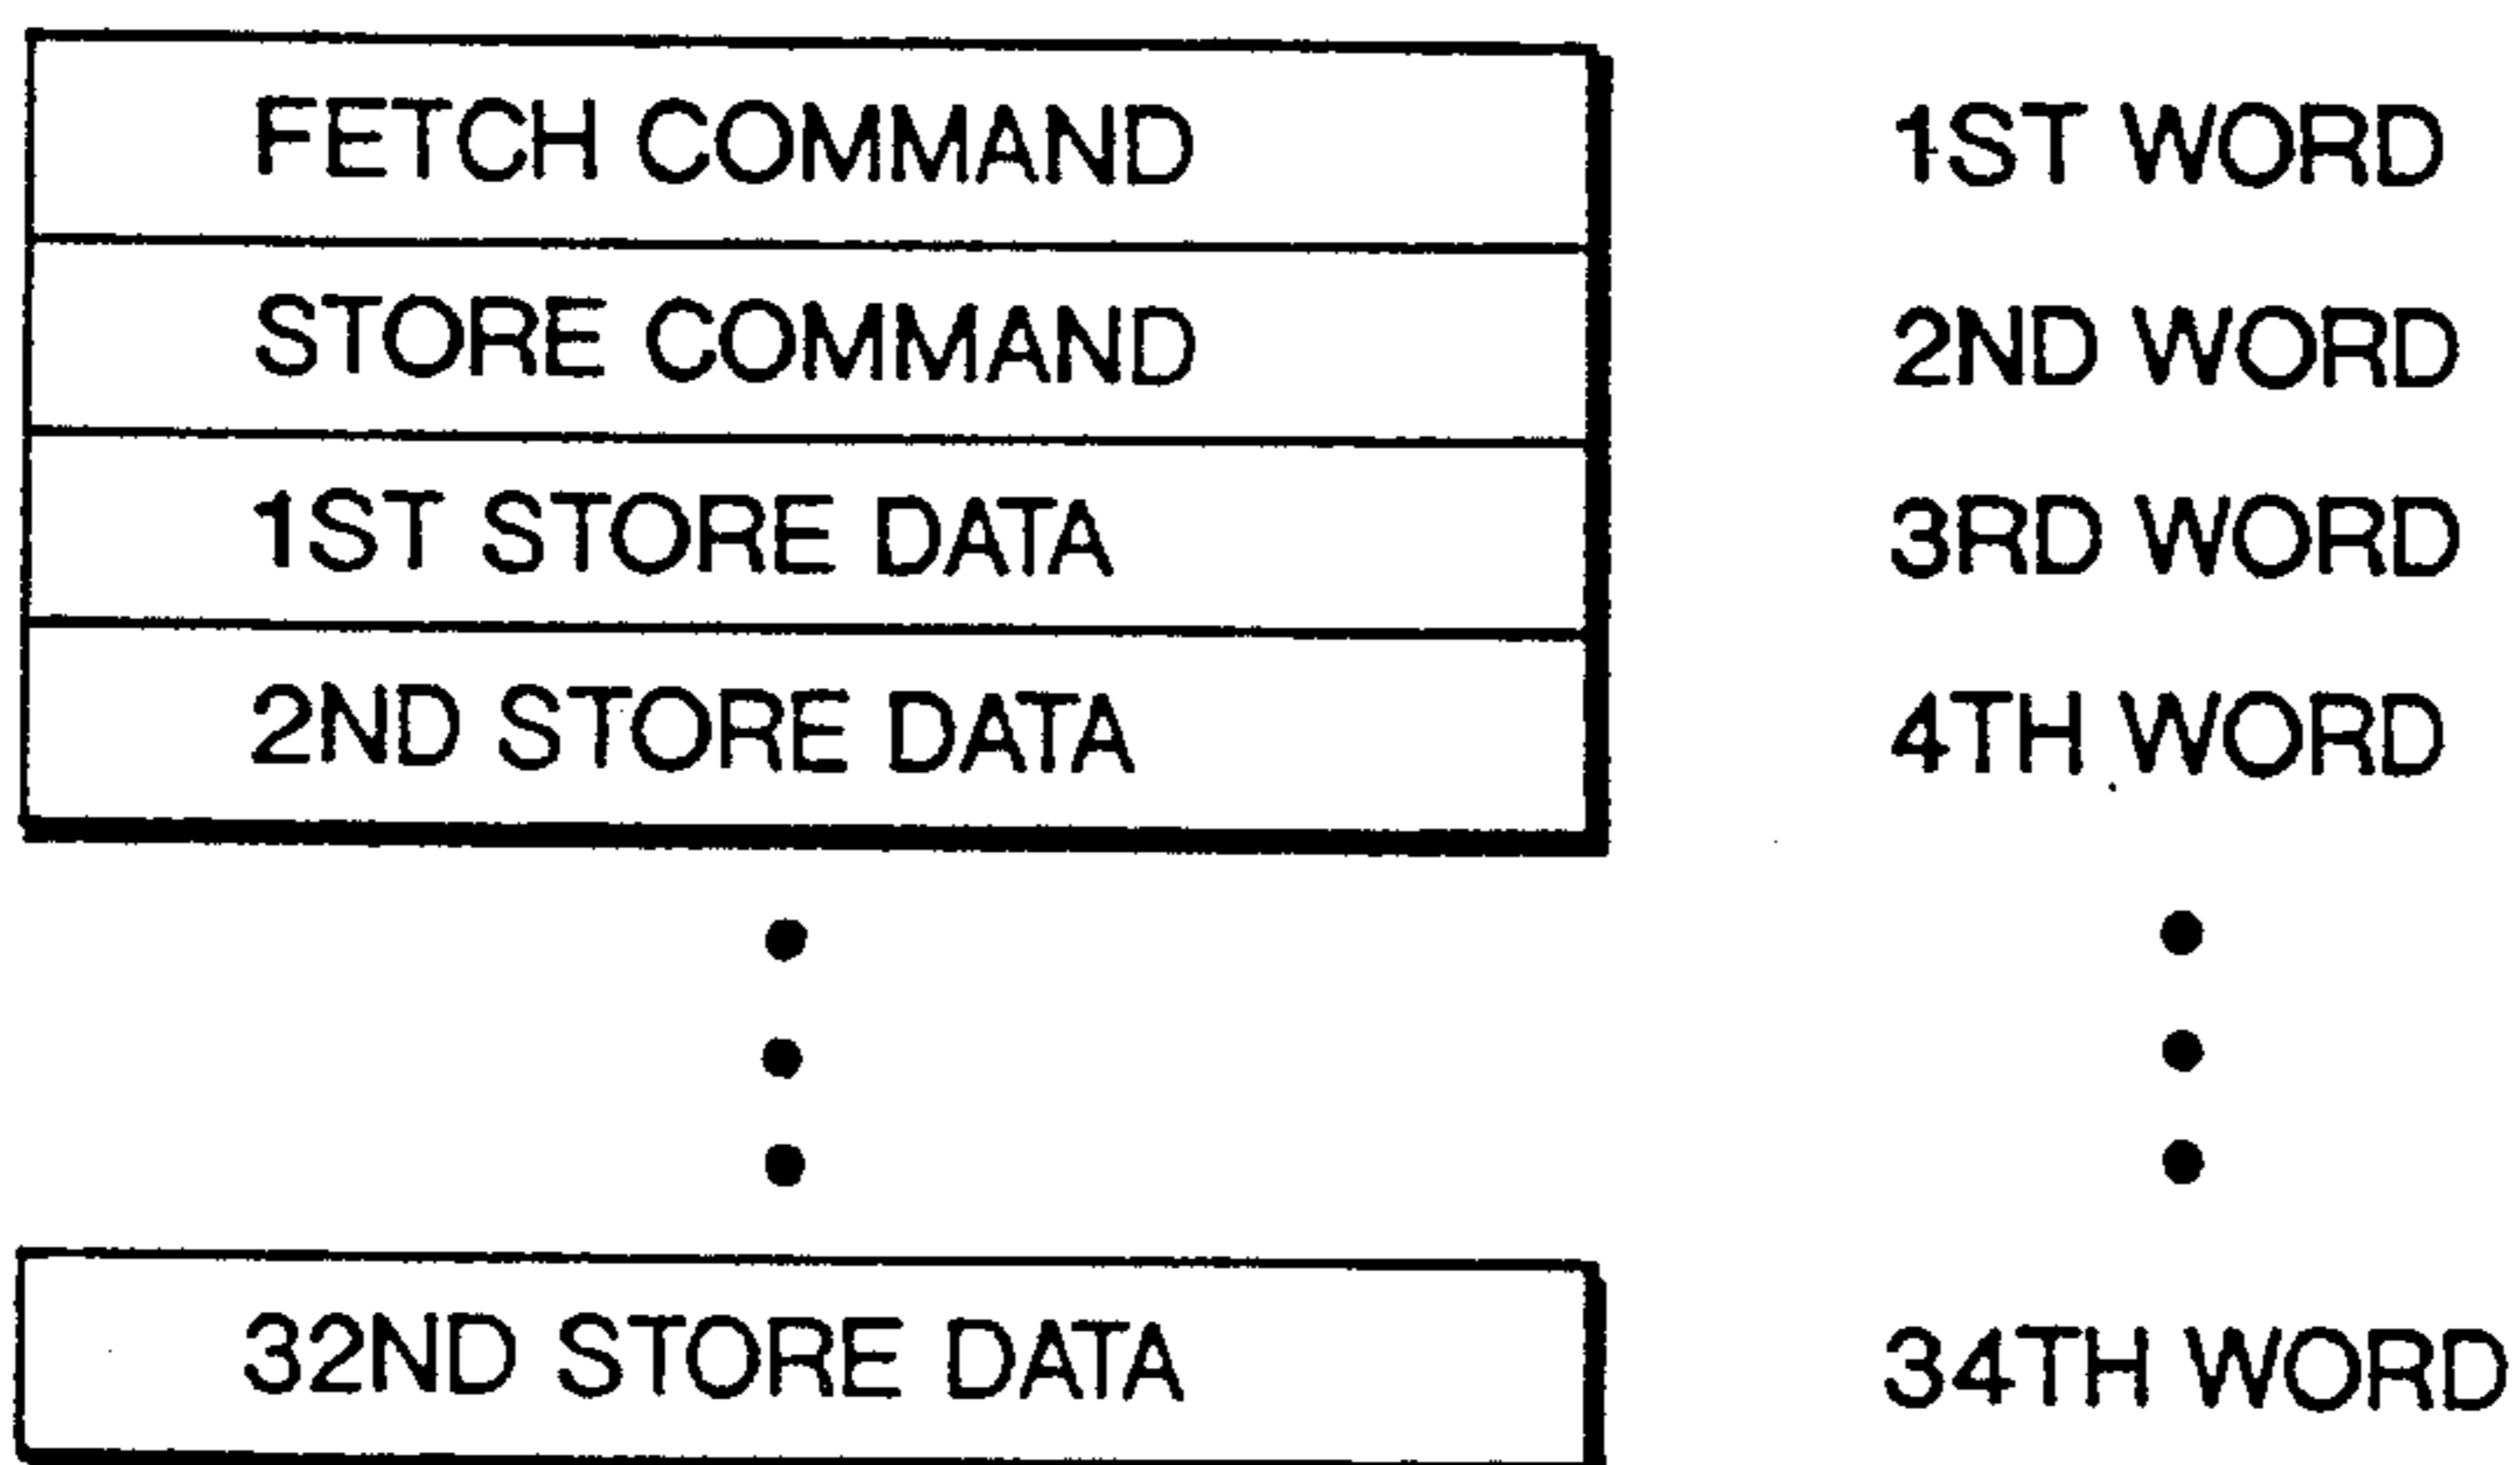 FETCH COMMAND 1ST WORD
STORE COMMAND 2ND WORD
1ST STORE DATA 3RD WORD
2ND STORE DATA 4TH WORD
32ND STORE DATA 34TH WORD